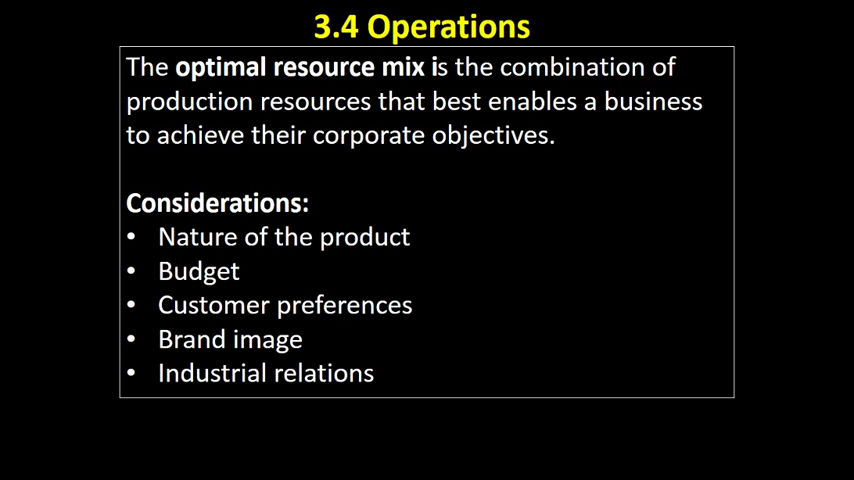 3.4 Operations
The optimal resource mix is the combination of
production resources that best enables a business
to achieve their corporate objectives.
Considerations:
• Nature of the product
• Budget
• Customer preferences
• Brand image
• Industrial relations